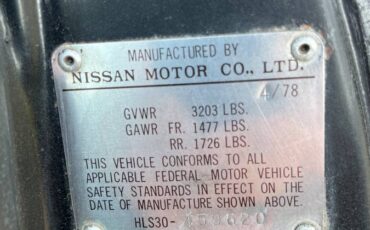 MANUFACTURED BY
NISSAN MOTOR CO., LTD.
4/78
GVWR 3203 LBS.
GAWR FR. 1477 LBS.
RR. 1726 LBS.
THIS VEHICLE CONFORMS TO ALL
APPLICABLE FEDERAL MOTOR VEHICLE
SAFETY STANDARDS IN EFFECT ON THE
DATE OF MANUFACTURE SHOWN ABOVE.
HLS30-